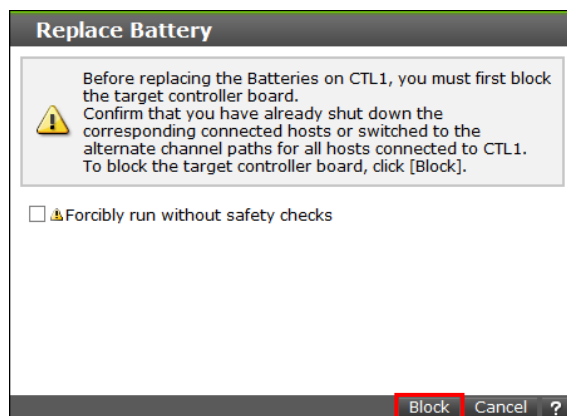 Replace Battery
Before replacing the Batteries on CTL1, you must first block
the target controller board.
Confirm that you have already shut down the
corresponding connected hosts or switched to the
alternate channel paths for all hosts connected to CTL1.
To block the target controller board, click [Block].
Forcibly run without safety checks
Block Cancel ?